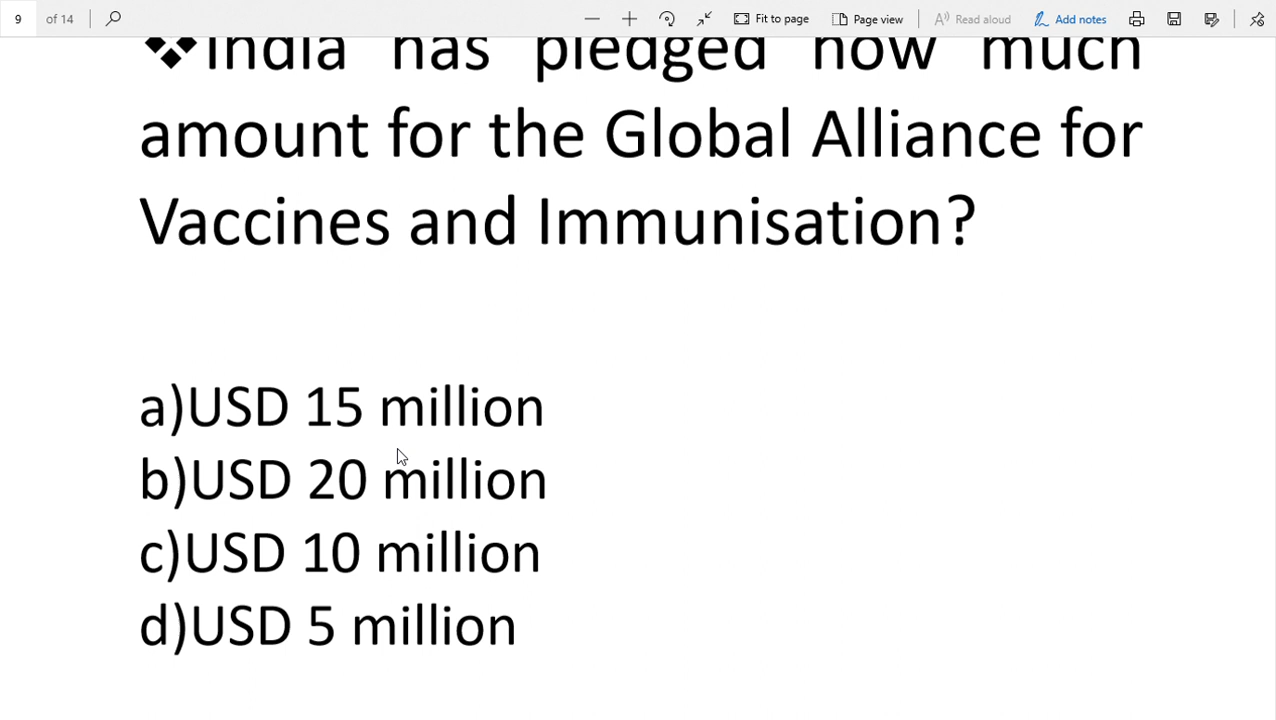 9 of 14 Fit to page Page view Read aloud Add notes
❖India has pledged how much
amount for the Global Alliance for
Vaccines and Immunisation?
a)USD 15 million
b)USD 20 million
c)USD 10 million
d)USD 5 million